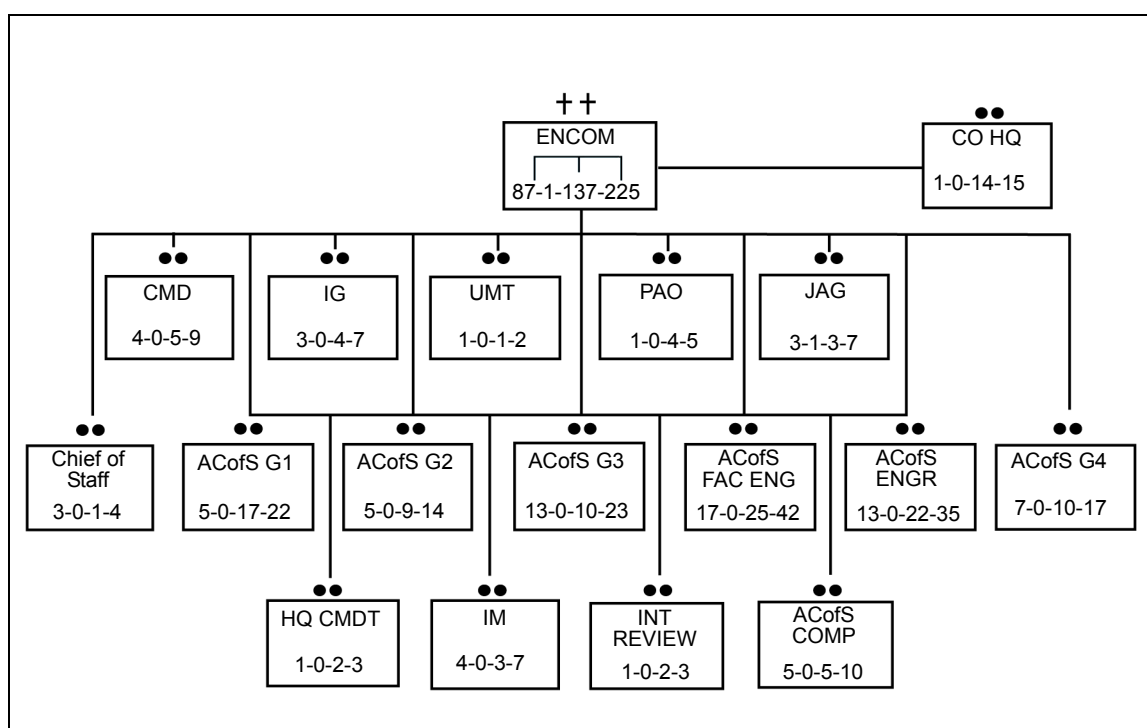 ENCOM
87-1-137-225
CO HQ
1-0-14-15
CMD
4-0-5-9
IG
3-0-4-7
UMT
1-0-1-2
PAO
1-0-4-5
JAG
3-1-3-7
Chief of
Staff
3-0-1-4
ACofS G1
5-0-17-22
ACofS G2
5-0-9-14
ACofS G3
13-0-10-23
ACofS
FAC ENG
17-0-25-42
ACofS
ENGR
13-0-22-35
ACofS G4
7-0-10-17
HQ CMDT
1-0-2-3
IM
4-0-3-7
INT
REVIEW
1-0-2-3
ACofS
COMP
5-0-5-10